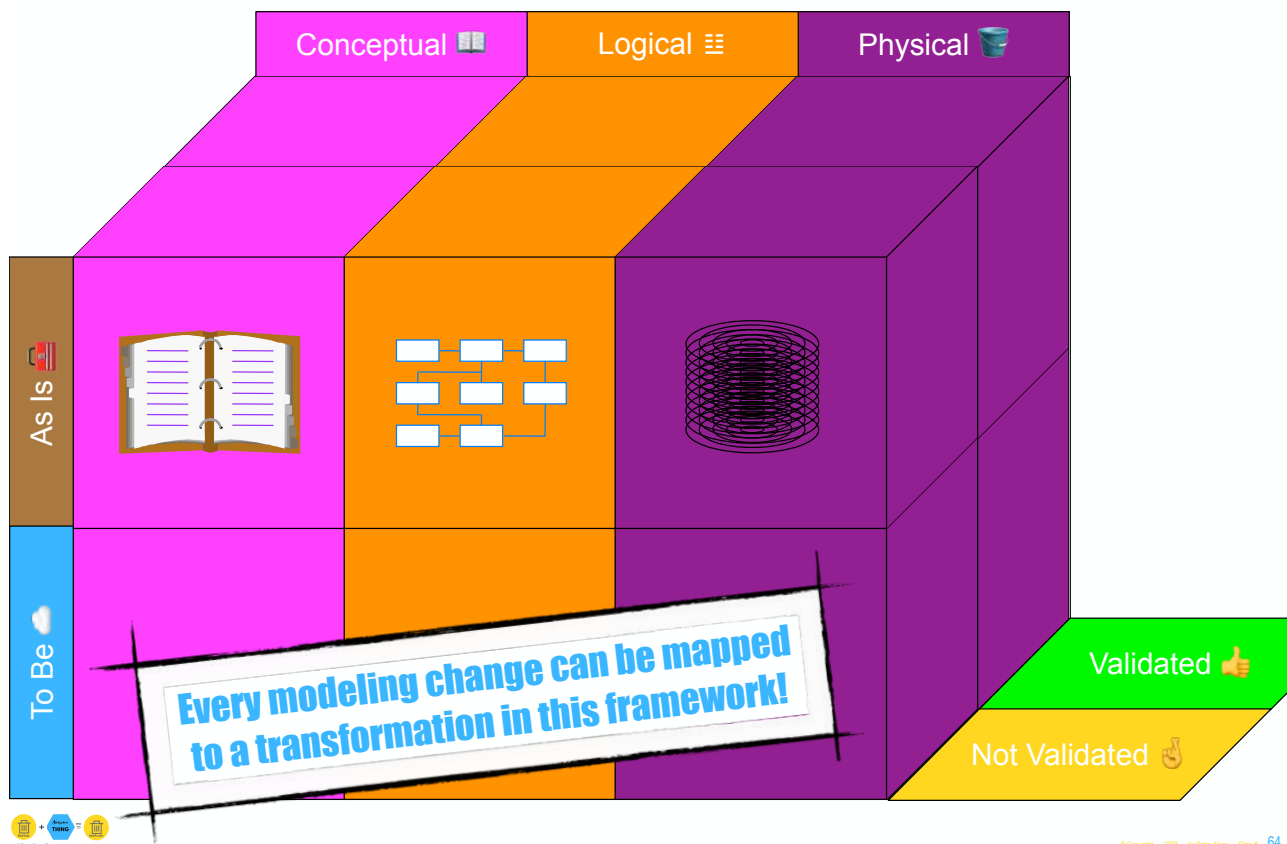 Conceptual
Logical
Physical
As Is
To Be
Every modeling change can be mapped
to a transformation in this framework!
Validated
Not Validated
THING
64